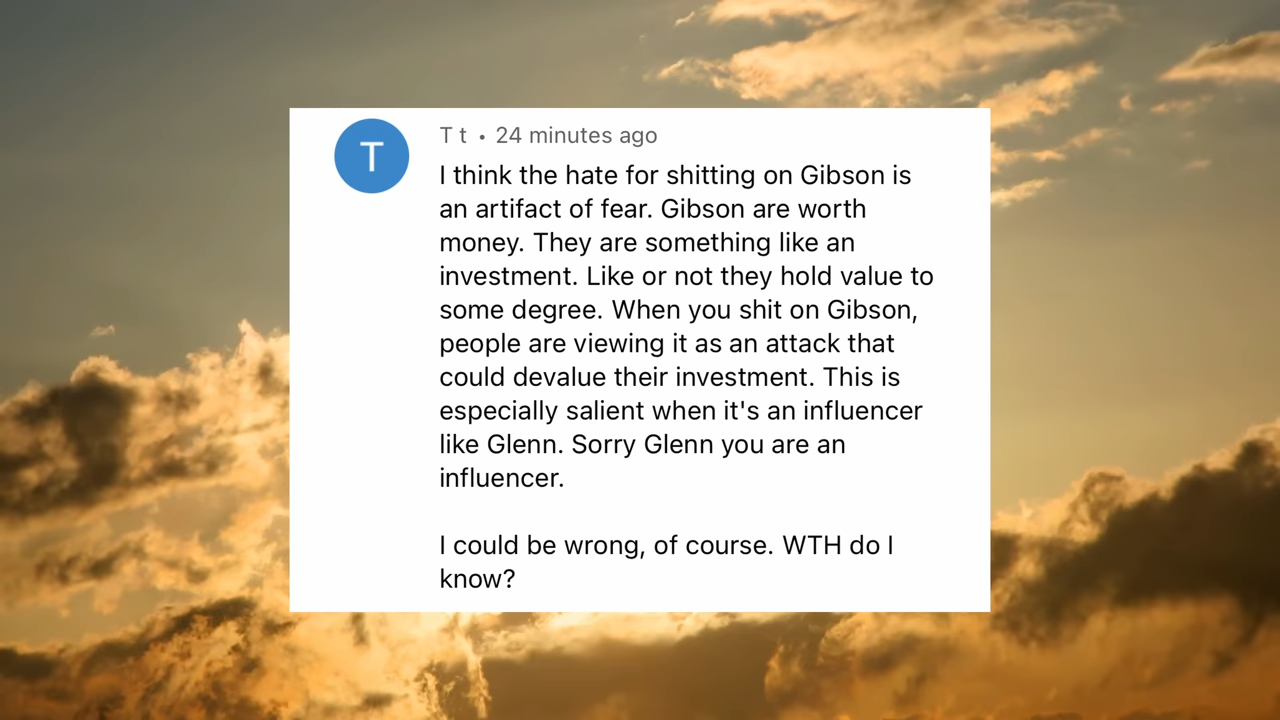 T
T t • 24 minutes ago
I think the hate for shitting on Gibson is
an artifact of fear. Gibson are worth
money. They are something like an
investment. Like or not they hold value to
some degree. When you shit on Gibson,
people are viewing it as an attack that
could devalue their investment. This is
especially salient when it's an influencer
like Glenn. Sorry Glenn you are an
influencer.
I could be wrong, of course. WTH do I
know?